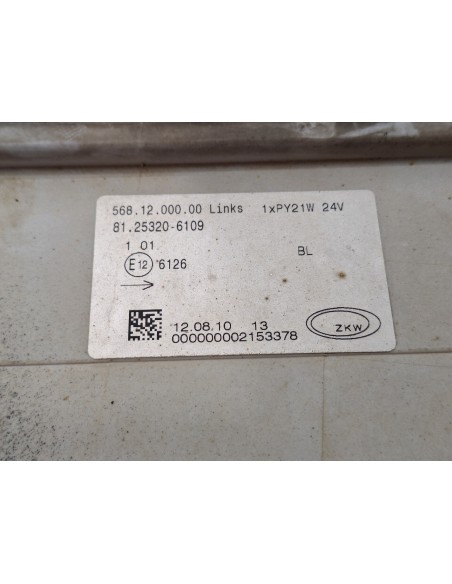 568.12.000.00 Links 1xPY21W 24V
81.25320-6109
1 01 BL
E12 6126
12.08.10 13 ZKW
000000002153378